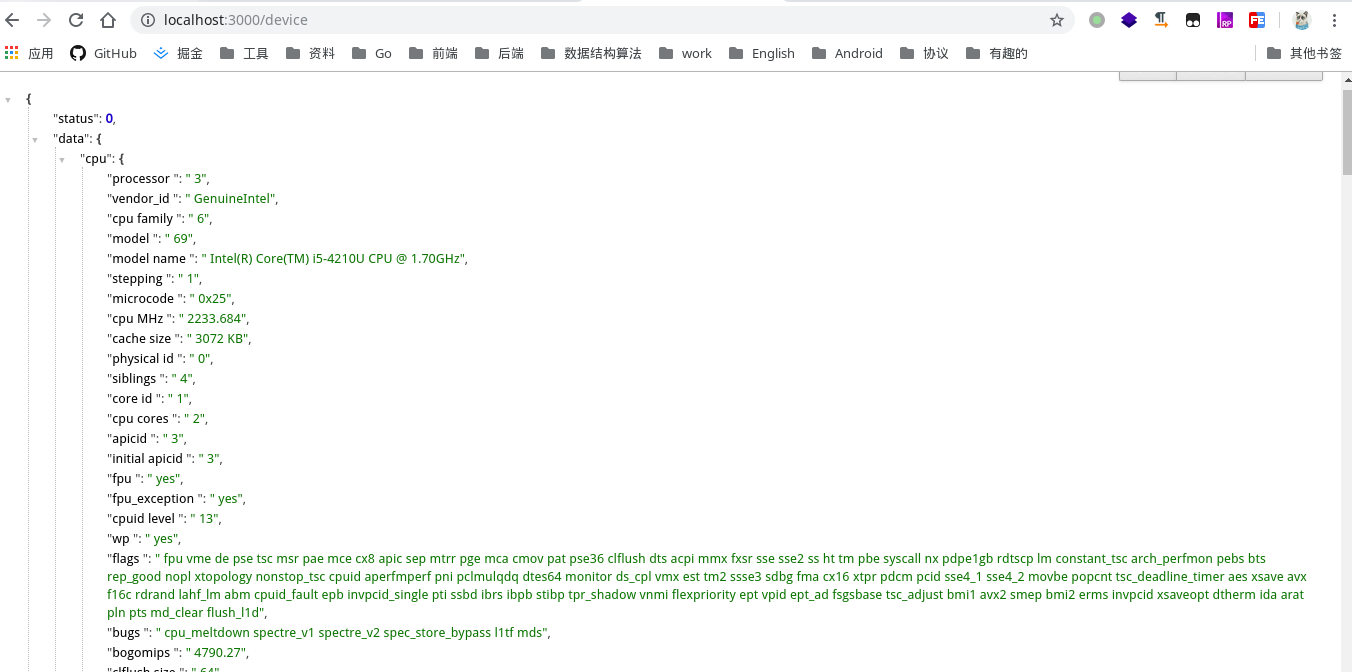 localhost:3000/device
应用 GitHub 掘金 工具 资料 Go 前端 后端 数据结构算法 work English Android 协议 有趣的 其他书签
{
"status": 0,
"data": {
"cpu": {
"processor ": " 3",
"vendor_id ": " GenuineIntel",
"cpu family ": " 6",
"model ": " 69",
"model name ": " Intel(R) Core(TM) i5-4210U CPU @ 1.70GHz",
"stepping ": " 1",
"microcode ": " 0x25",
"cpu MHz ": " 2233.684",
"cache size ": " 3072 KB",
"physical id ": " 0",
"siblings ": " 4",
"core id ": " 1",
"cpu cores ": " 2",
"apicid ": " 3",
"initial apicid ": " 3",
"fpu ": " yes",
"fpu_exception ": " yes",
"cpuid level ": " 13",
"wp ": " yes",
"flags ": " fpu vme de pse tsc msr pae mce cx8 apic sep mtrr pge mca cmov pat pse36 clflush dts acpi mmx fxsr sse sse2 ss ht tm pbe syscall nx pdpe1gb rdtscp lm constant_tsc arch_perfmon pebs bts
rep_good nopl xtopology nonstop_tsc cpuid aperfmperf pni pclmulqdq dtes64 monitor ds_cpl vmx est tm2 ssse3 sdbg fma cx16 xtpr pdcm pcid sse4_1 sse4_2 movbe popcnt tsc_deadline_timer aes xsave avx
f16c rdrand lahf_lm abm cpuid_fault epb invpcid_single pti ssbd ibrs ibpb stibp tpr_shadow vnmi flexpriority ept vpid ept_ad fsgsbase tsc_adjust bmi1 avx2 smep bmi2 erms invpcid xsaveopt dtherm ida arat
pln pts md_clear flush_l1d",
"bugs ": " cpu_meltdown spectre_v1 spectre_v2 spec_store_bypass l1tf mds",
"bogomips ": " 4790.27",
"clflush size ": " 64"